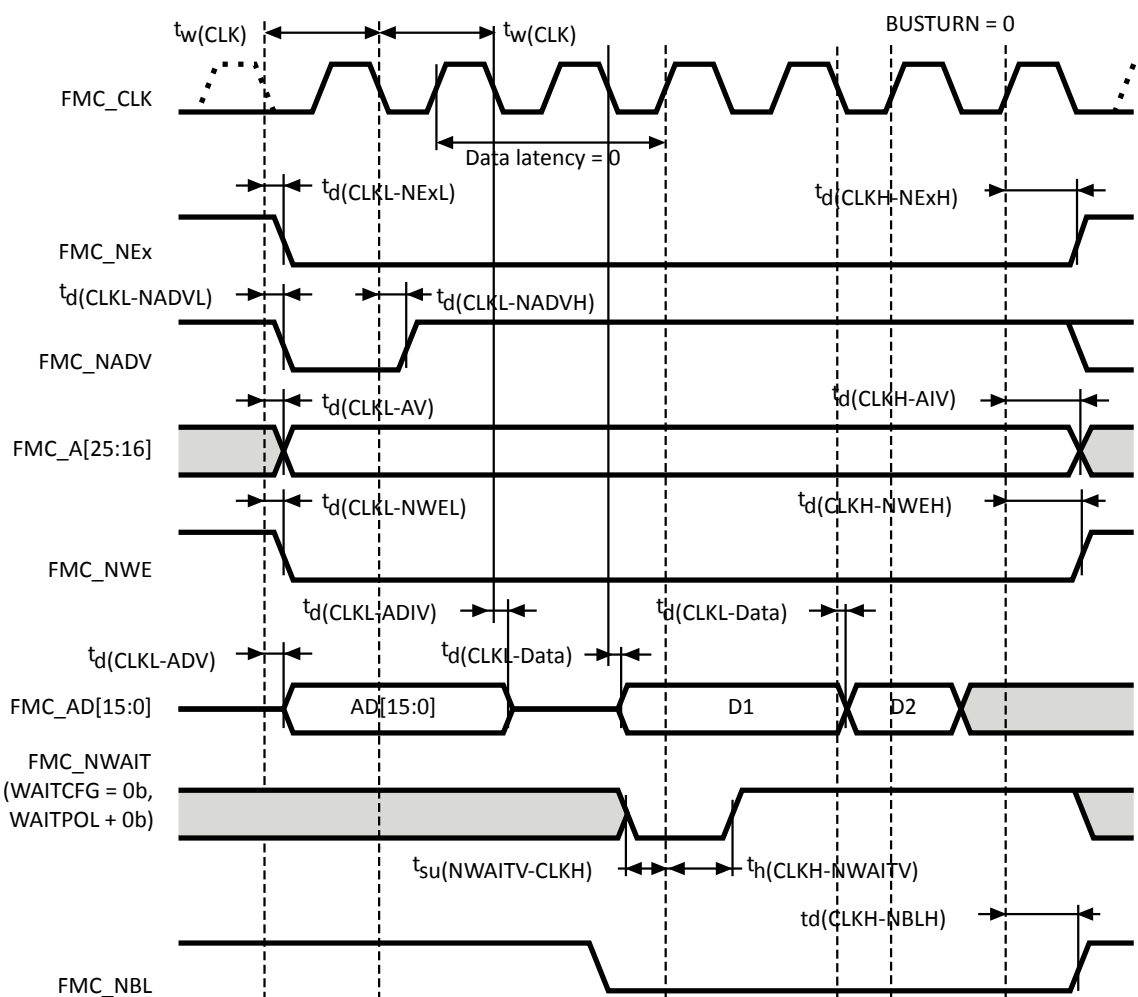 BUSTURN = 0
tw(CLK) tw(CLK)
FMC_CLK
Data latency = 0
td(CLKL-NExL) td(CLKH-NExH)
FMC_NEx
td(CLKL-NADVL) td(CLKL-NADVH)
FMC_NADV
td(CLKL-AV) td(CLKH-AIV)
FMC_A[25:16]
td(CLKL-NWEL) td(CLKH-NWEH)
FMC_NWE
td(CLKL-ADIV) td(CLKL-Data)
td(CLKL-ADV) td(CLKL-Data)
FMC_AD[15:0] AD[15:0] D1 D2
FMC_NWAIT
(WAITCFG = 0b,
WAITPOL + 0b)
tsu(NWAITV-CLKH) th(CLKH-NWAITV)
td(CLKH-NBLH)
FMC_NBL